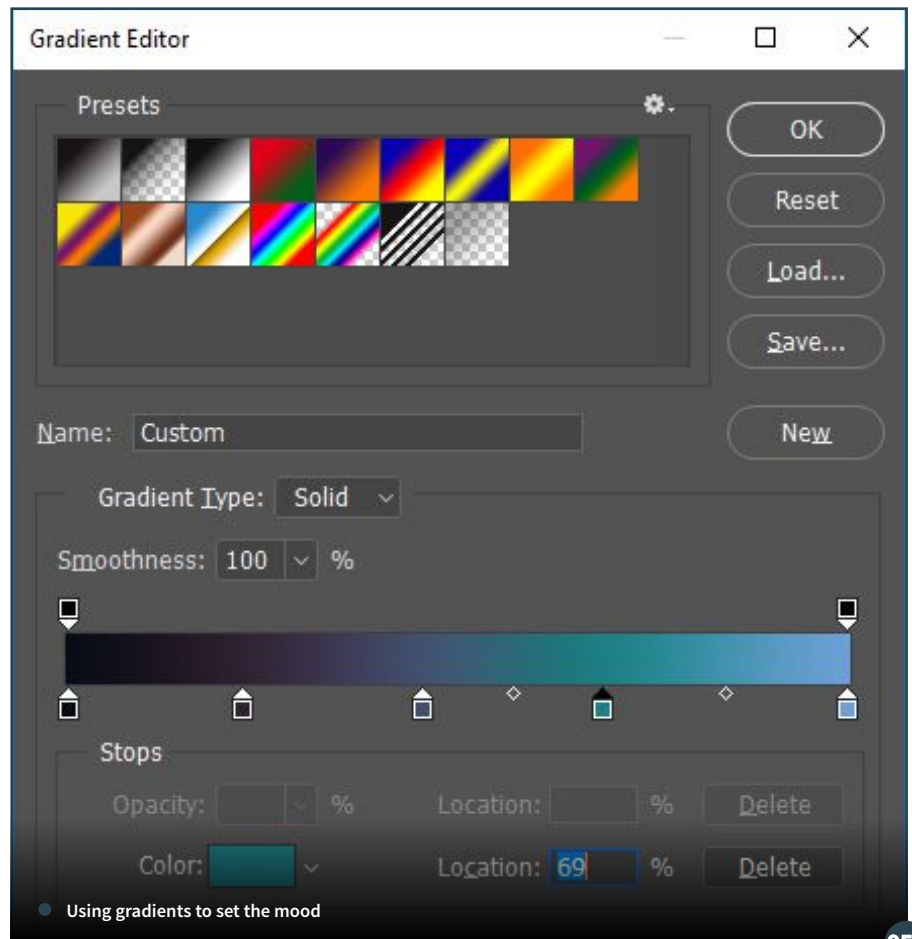 Gradient Editor
Presets
OK
Reset
Load...
Save...
Name: Custom
New
Gradient Type: Solid
Smoothness: 100 %
Stops
Opacity: % Location: % Delete
Color: Location: 69 % Delete
Using gradients to set the mood